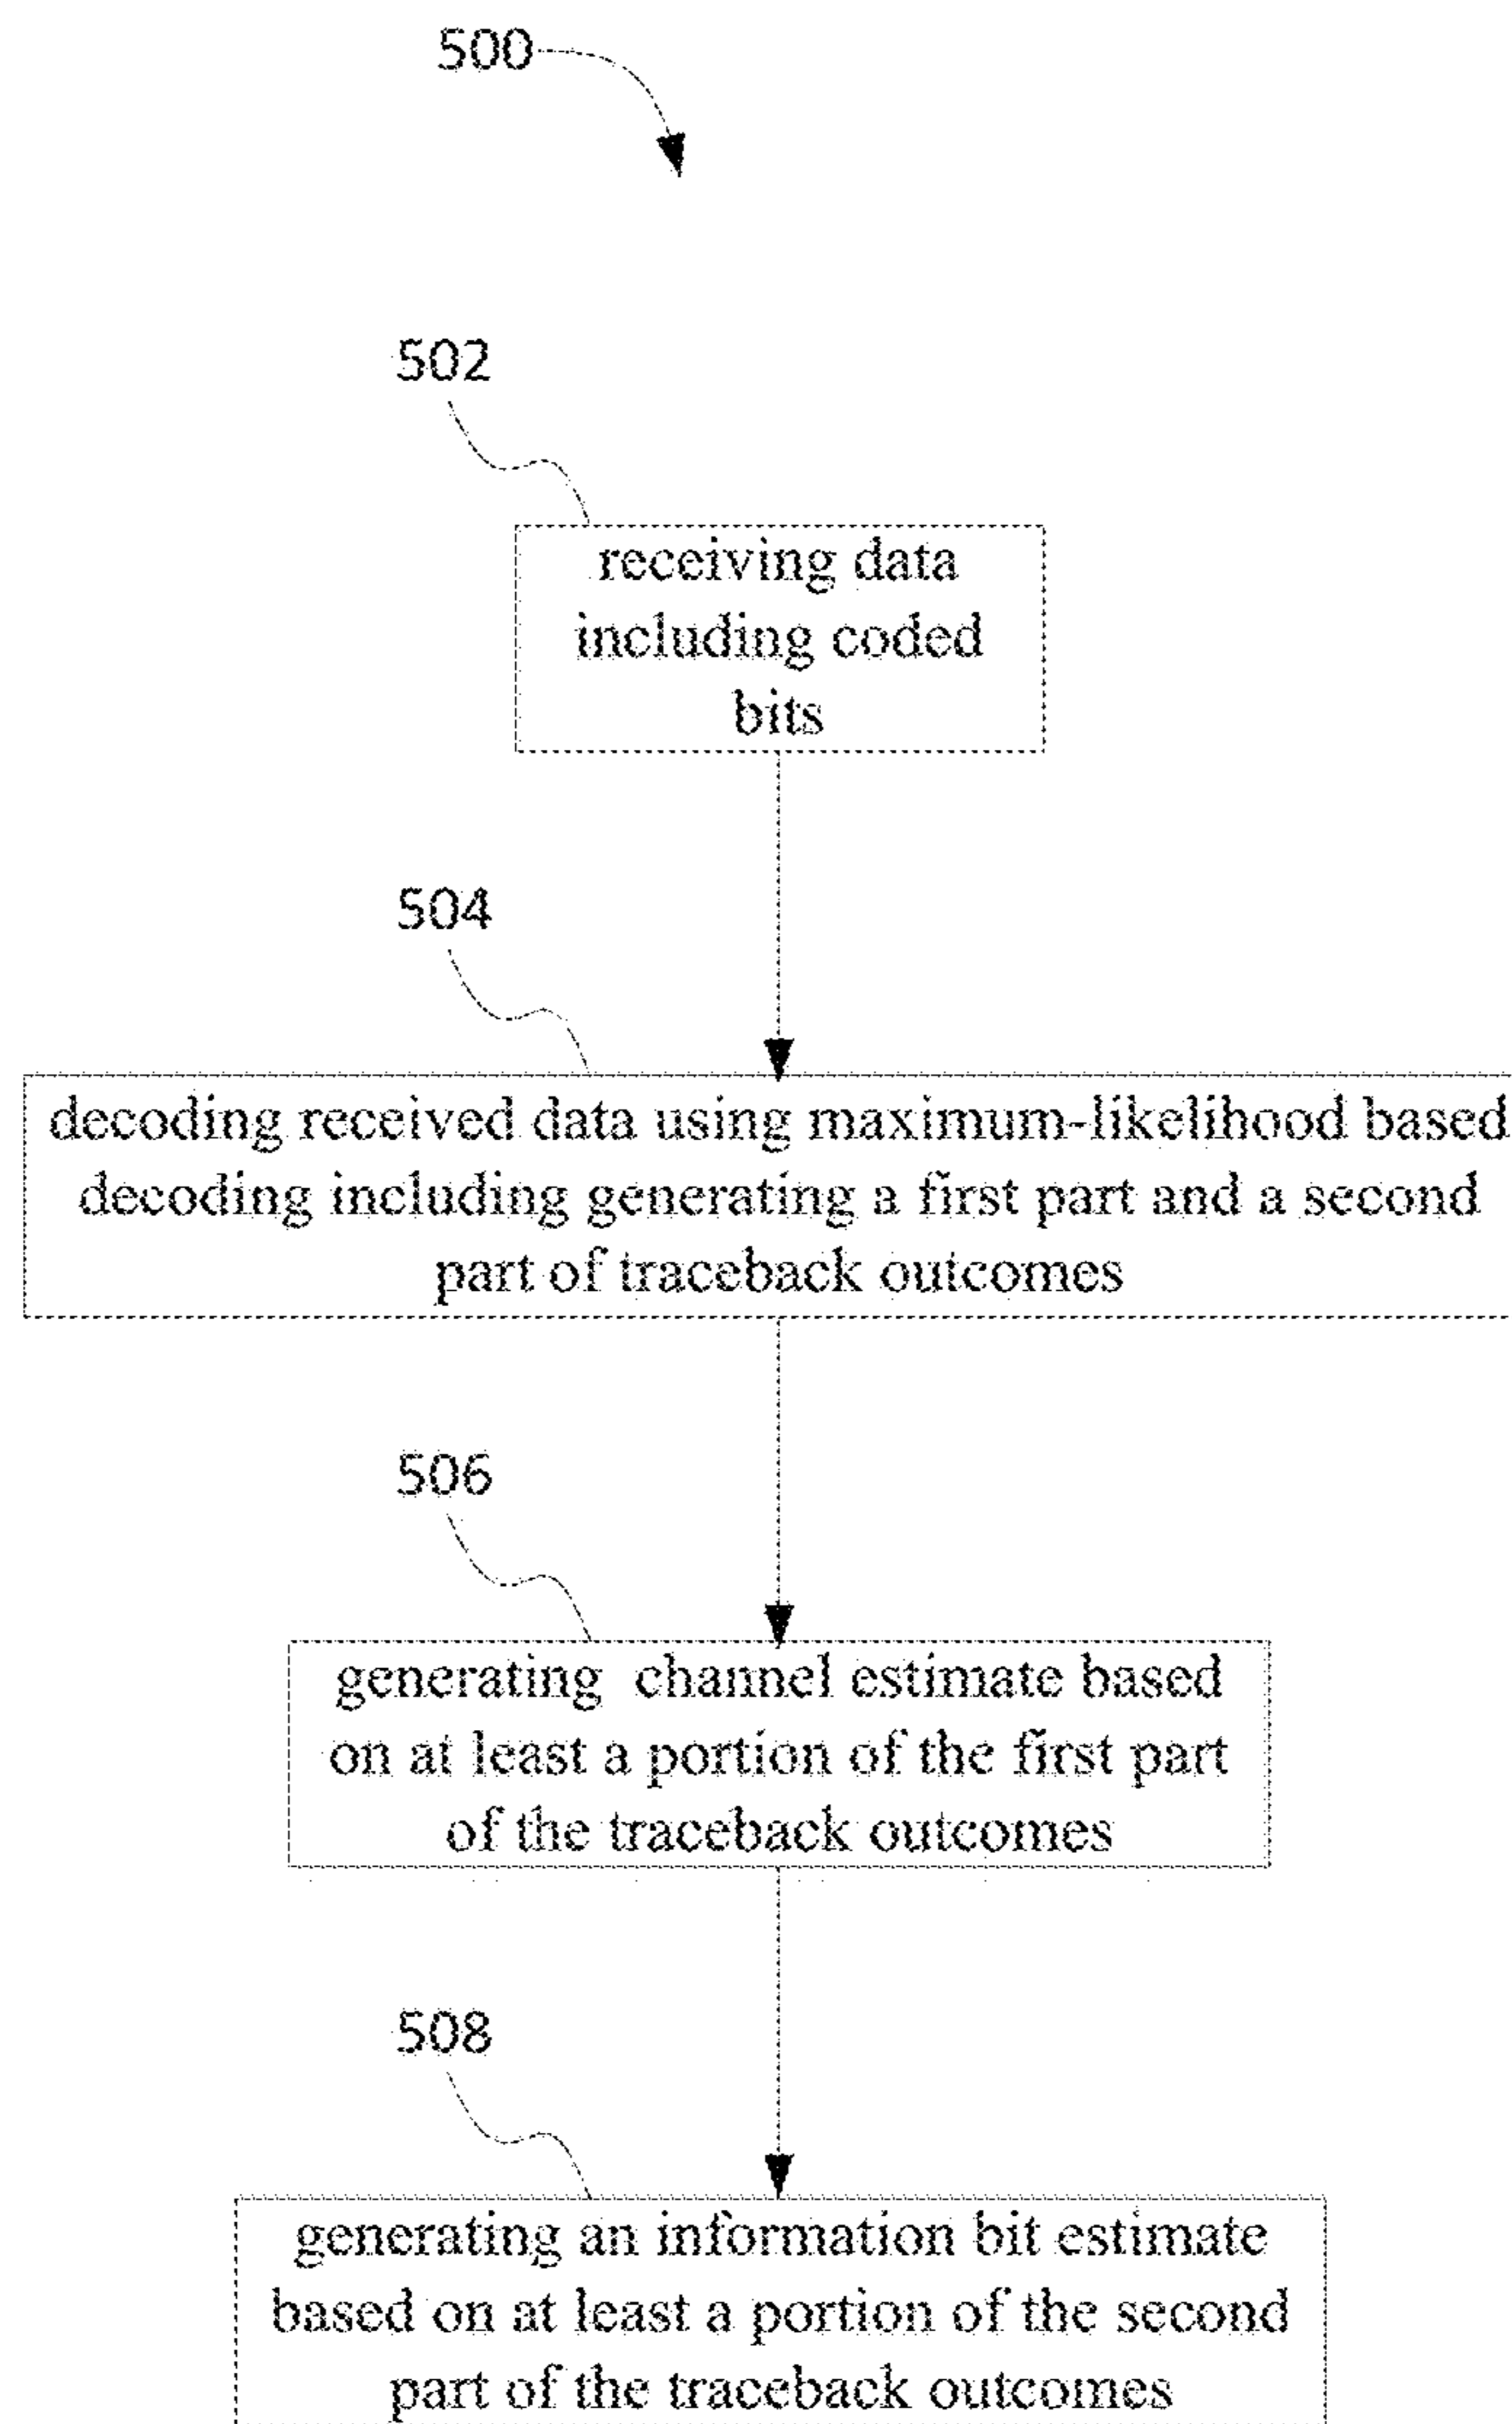 500
502
receiving data
including coded
bits
504
decoding received data using maximum-likelihood based
decoding including generating a first part and a second
part of traceback outcomes
506
generating channel estimate based
on at least a portion of the first part
of the traceback outcomes
508
generating an information bit estimate
based on at least a portion of the second
part of the traceback outcomes